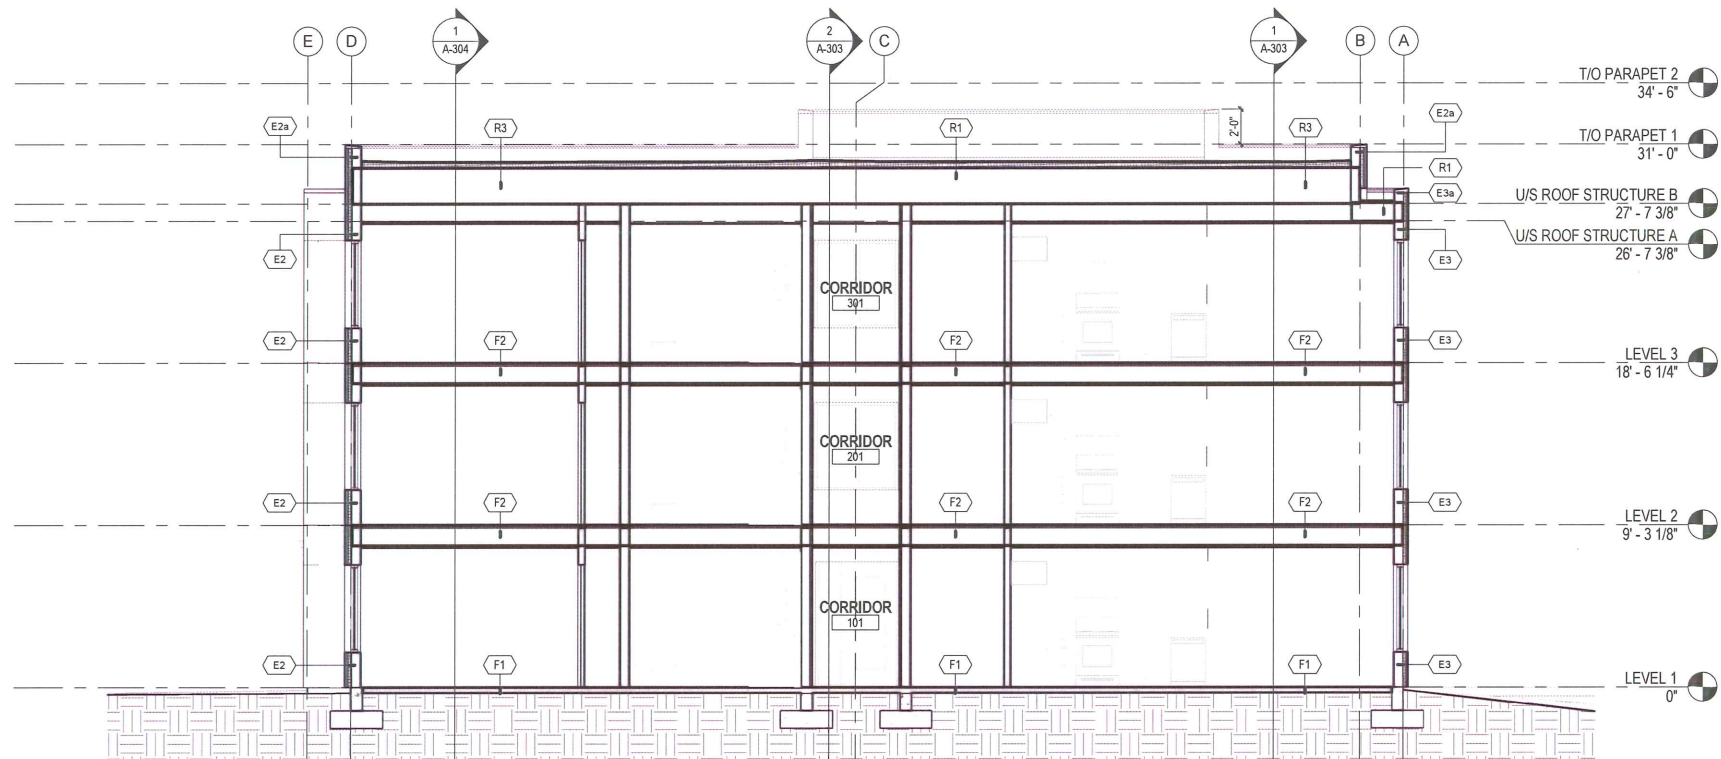 E
D
1
A-304
2
A-303
C
1
A-303
B
A
T/O PARAPET 2
34' - 6"
E2a
R3
R1
2'-0"
R3
E2a
T/O PARAPET 1
31' - 0"
R1
E3a
U/S ROOF STRUCTURE B
27' - 7 3/8"
U/S ROOF STRUCTURE A
26' - 7 3/8"
E2
E3
CORRIDOR
301
E2
F2
F2
F2
E3
LEVEL 3
18' - 6 1/4"
CORRIDOR
201
E2
F2
F2
F2
E3
LEVEL 2
9' - 3 1/8"
CORRIDOR
101
E2
F1
F1
F1
E3
LEVEL 1
0"